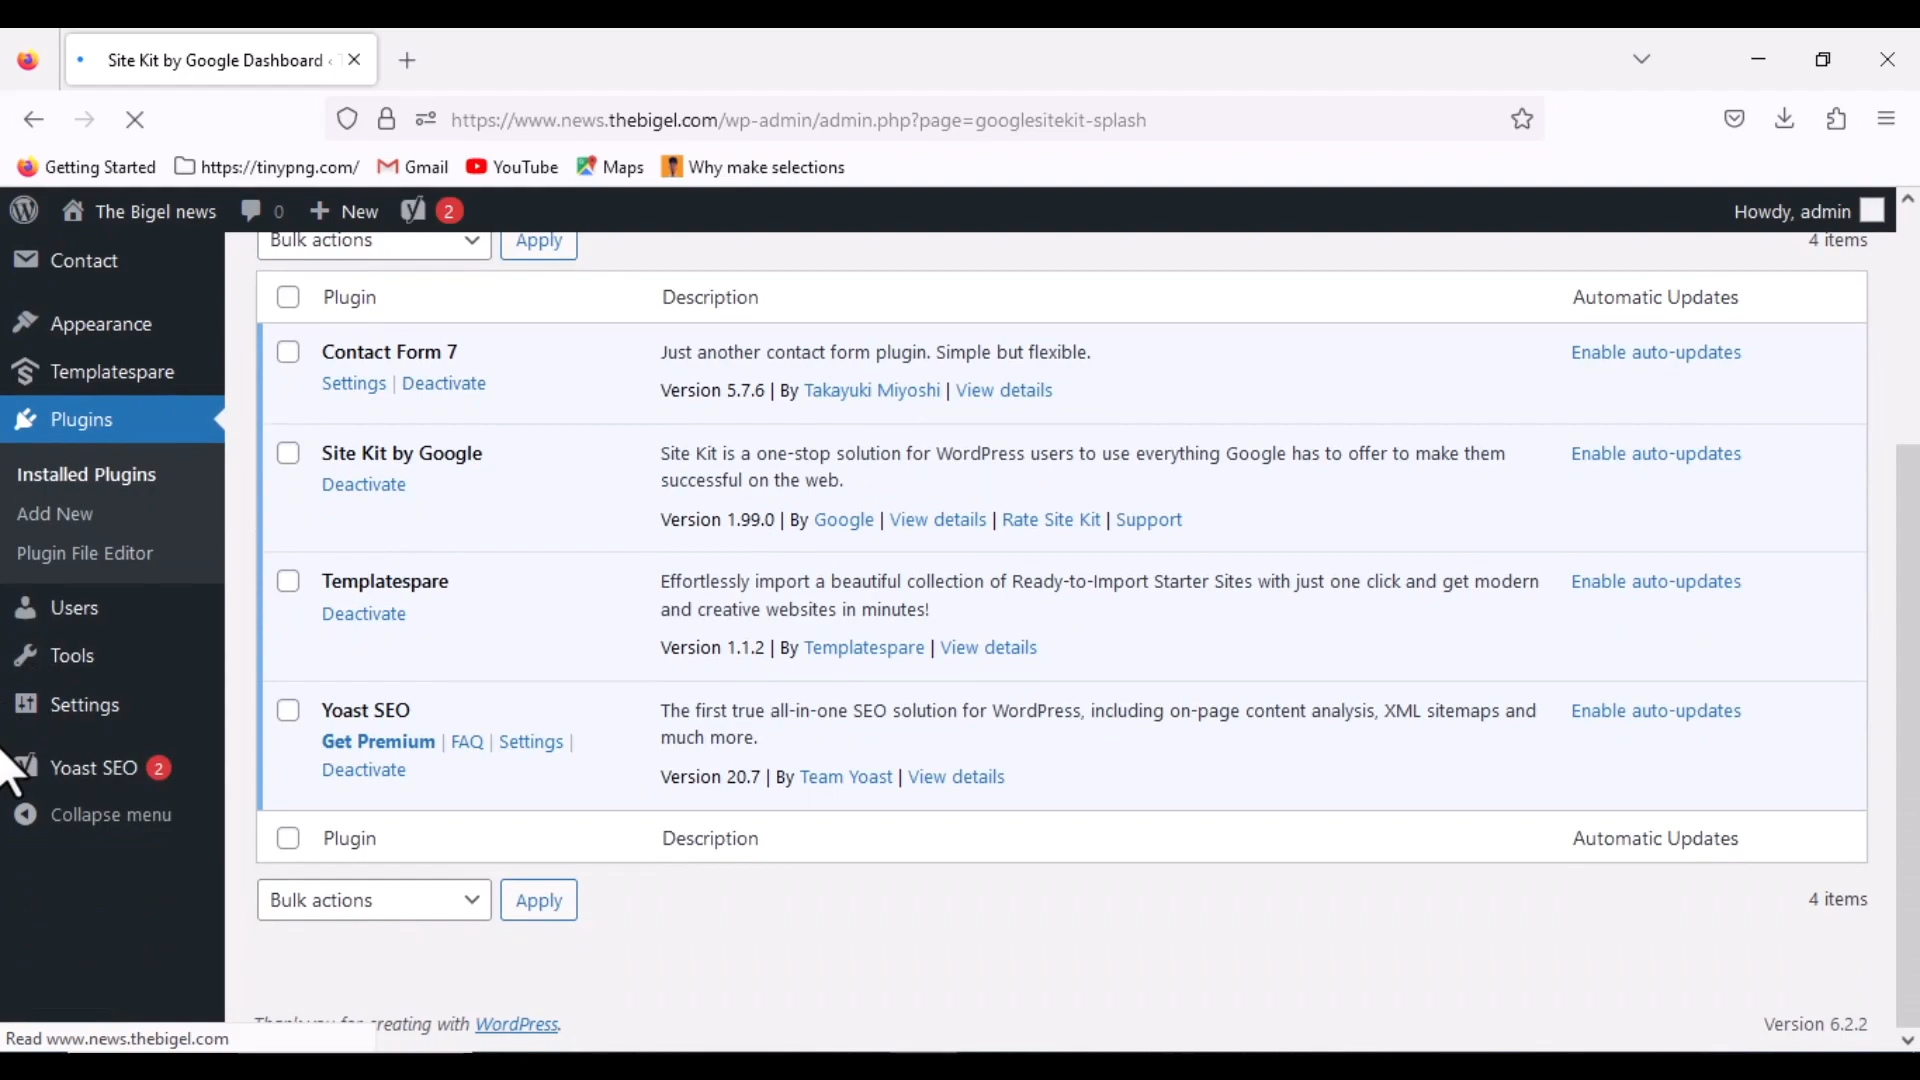 Site Kit by Google Dashboard ‹
https://www.news.thebigel.com/wp-admin/admin.php?page=googlesitekit-splash
Getting Started https://tinypng.com/ Gmail YouTube Maps Why make selections
The Bigel news 0 New 2 Howdy, admin
Contact
Appearance
Templatespare
Plugins
Installed Plugins
Add New
Plugin File Editor
Users
Tools
Settings
Yoast SEO 2
Collapse menu
Bulk actions Apply 4 items
Plugin Description Automatic Updates
Contact Form 7
Settings | Deactivate
Just another contact form plugin. Simple but flexible.
Version 5.7.6 | By Takayuki Miyoshi | View details
Enable auto-updates
Site Kit by Google
Deactivate
Site Kit is a one-stop solution for WordPress users to use everything Google has to offer to make them
successful on the web.
Version 1.99.0 | By Google | View details | Rate Site Kit | Support
Enable auto-updates
Templatespare
Deactivate
Effortlessly import a beautiful collection of Ready-to-Import Starter Sites with just one click and get modern
and creative websites in minutes!
Version 1.1.2 | By Templatespare | View details
Enable auto-updates
Yoast SEO
Get Premium | FAQ | Settings |
Deactivate
The first true all-in-one SEO solution for WordPress, including on-page content analysis, XML sitemaps and
much more.
Version 20.7 | By Team Yoast | View details
Enable auto-updates
Plugin Description Automatic Updates
Bulk actions Apply 4 items
Thank you for creating with WordPress. Version 6.2.2
Read www.news.thebigel.com